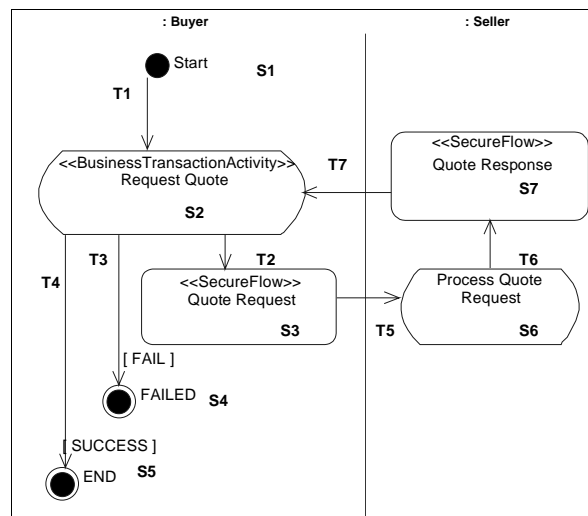 : Buyer
: Seller
Start
S1
T1
<<BusinessTransactionActivity>>
Request Quote
S2
T7
<<SecureFlow>>
Quote Response
S7
T4
T3
T2
T6
<<SecureFlow>>
Quote Request
S3
T5
Process Quote
Request
S6
[ FAIL ]
FAILED
S4
[ SUCCESS ]
END
S5